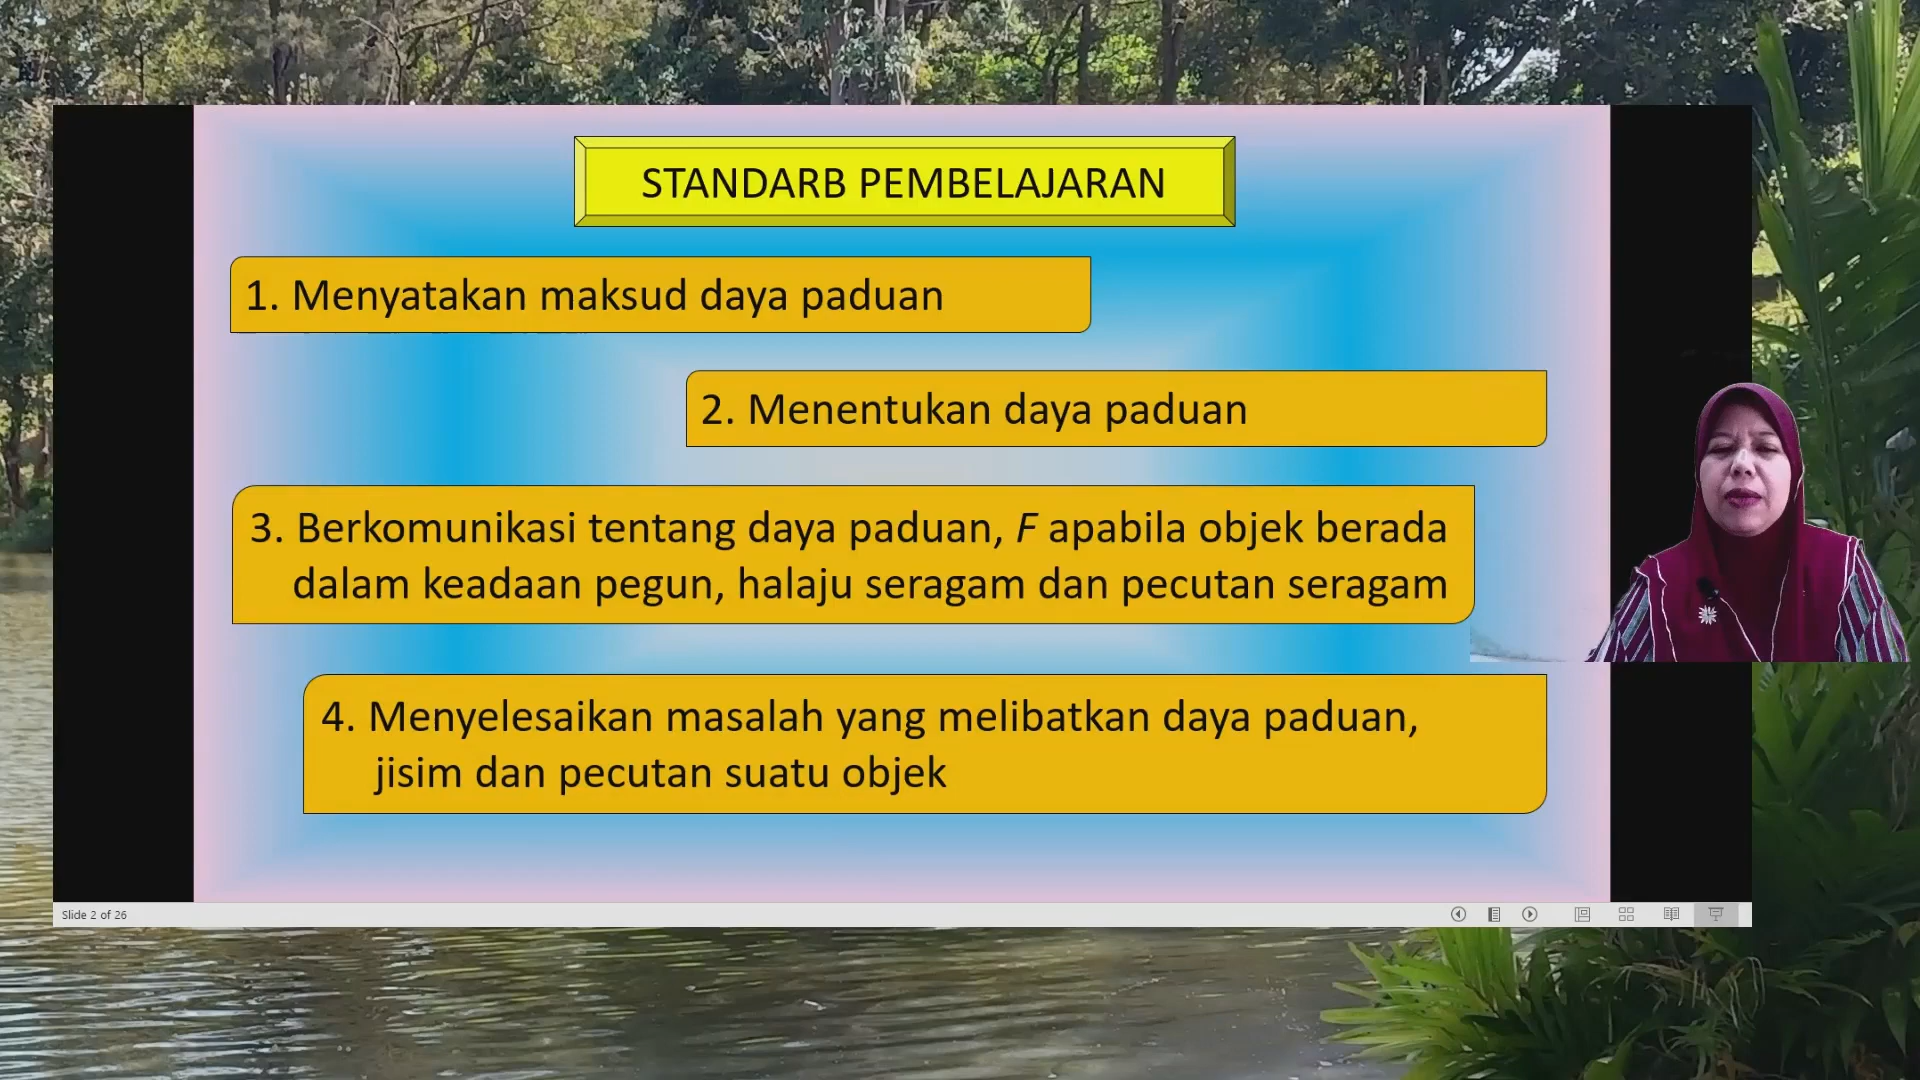 STANDARB PEMBELAJARAN
1. Menyatakan maksud daya paduan
2. Menentukan daya paduan
3. Berkomunikasi tentang daya paduan, F apabila objek berada
dalam keadaan pegun, halaju seragam dan pecutan seragam
4. Menyelesaikan masalah yang melibatkan daya paduan,
jisim dan pecutan suatu objek
Slide 2 of 26